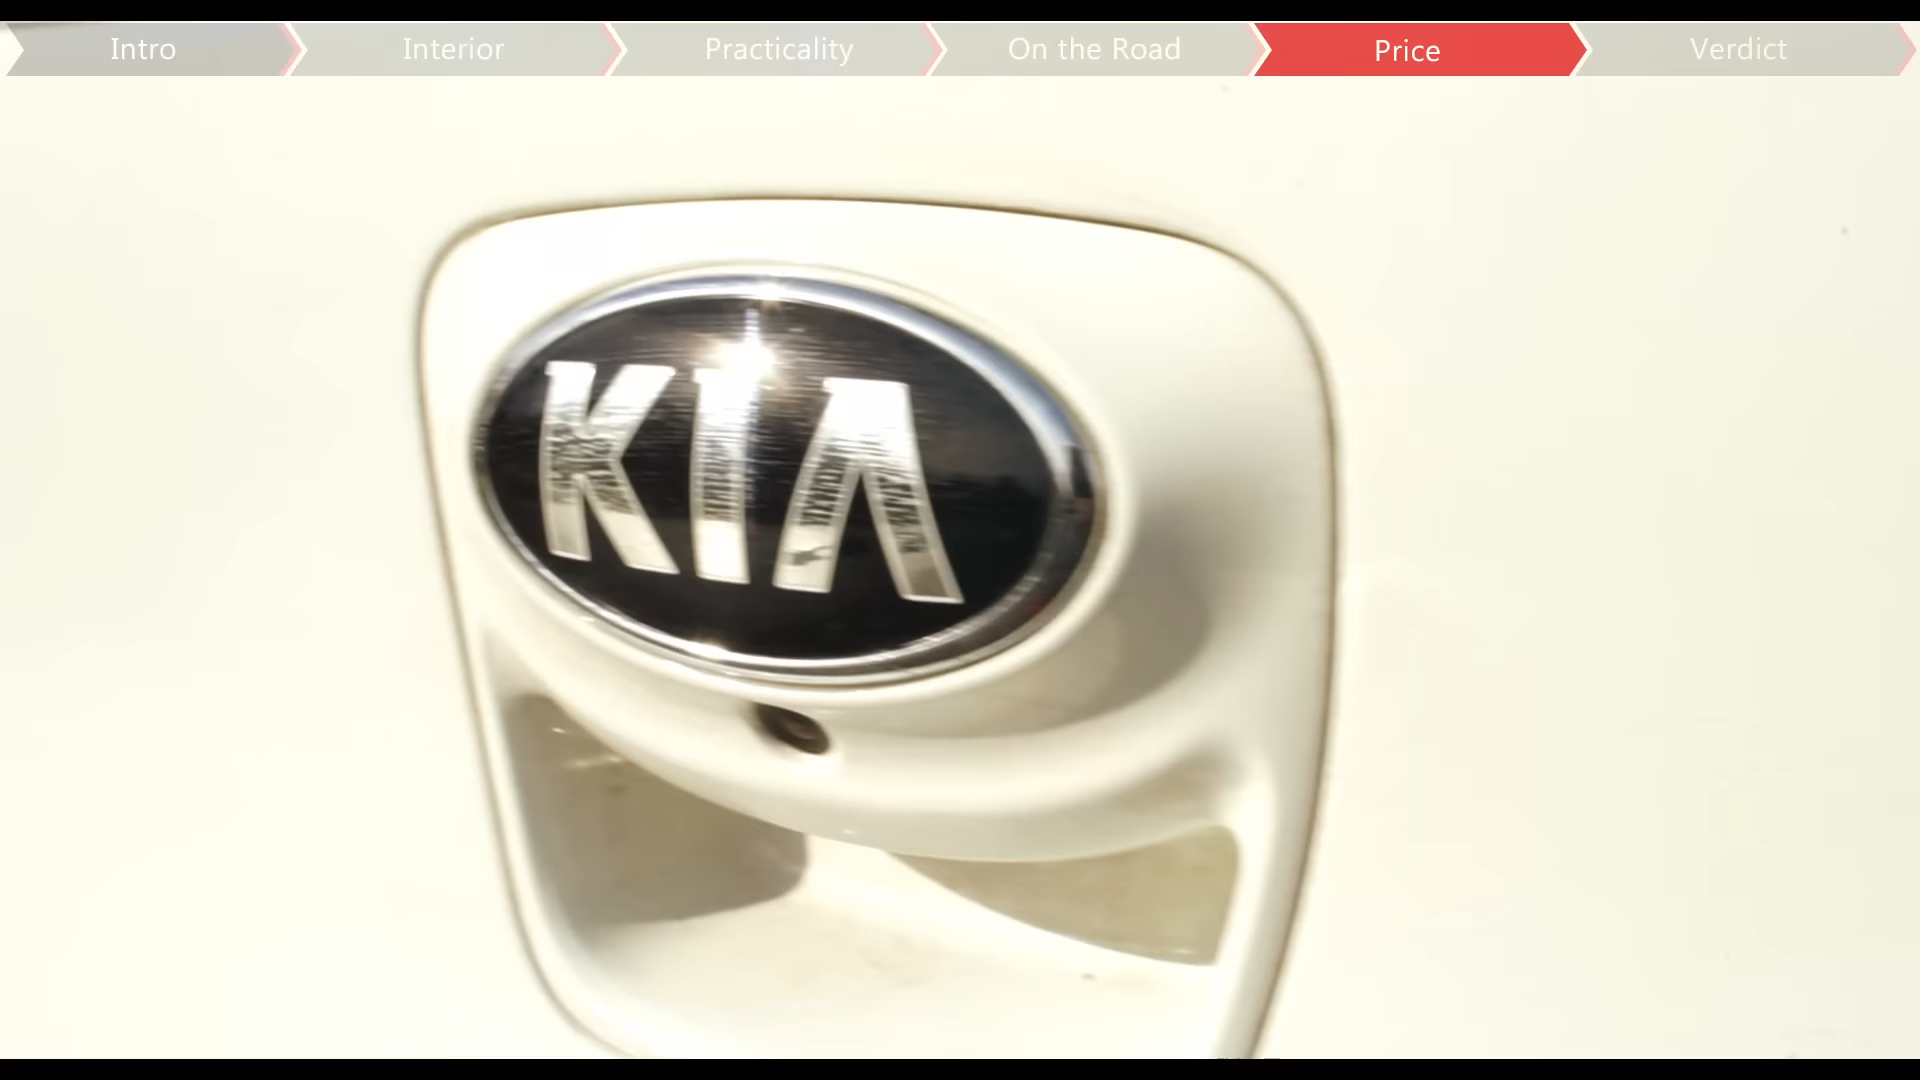 Intro
Interior
Practicality
On the Road
Price
Verdict
KIA